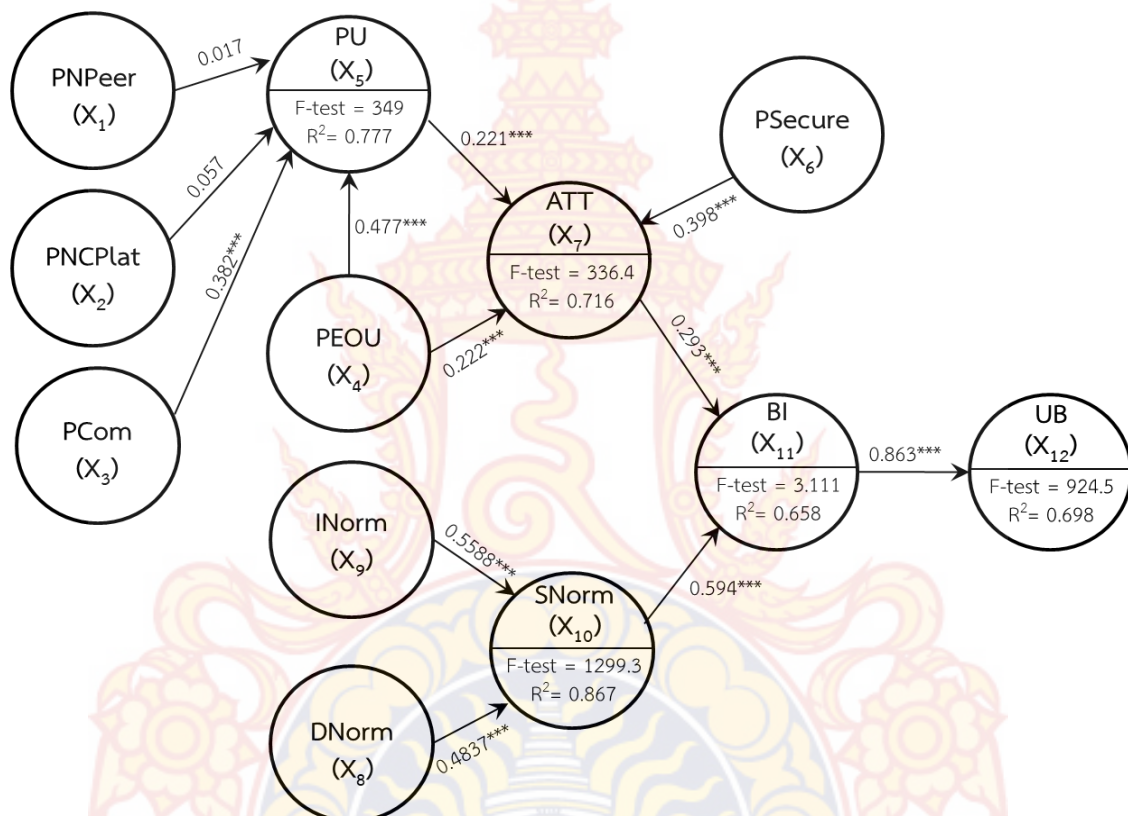 PNPeer
(X₁)
0.017
PU
(X₅)
F-test = 349
R²= 0.777
PSecure
(X₆)
0.221***
0.398***
PNCPlat
(X₂)
0.057
0.382***
0.477***
ATT
(X₇)
F-test = 336.4
R²= 0.716
PEOU
(X₄)
0.222***
0.293***
PCom
(X₃)
BI
(X₁₁)
F-test = 3.111
R²= 0.658
0.863***
UB
(X₁₂)
F-test = 924.5
R²= 0.698
INorm
(X₉)
0.5588***
SNorm
(X₁₀)
F-test = 1299.3
R²= 0.867
0.594***
DNorm
(X₈)
0.4837***